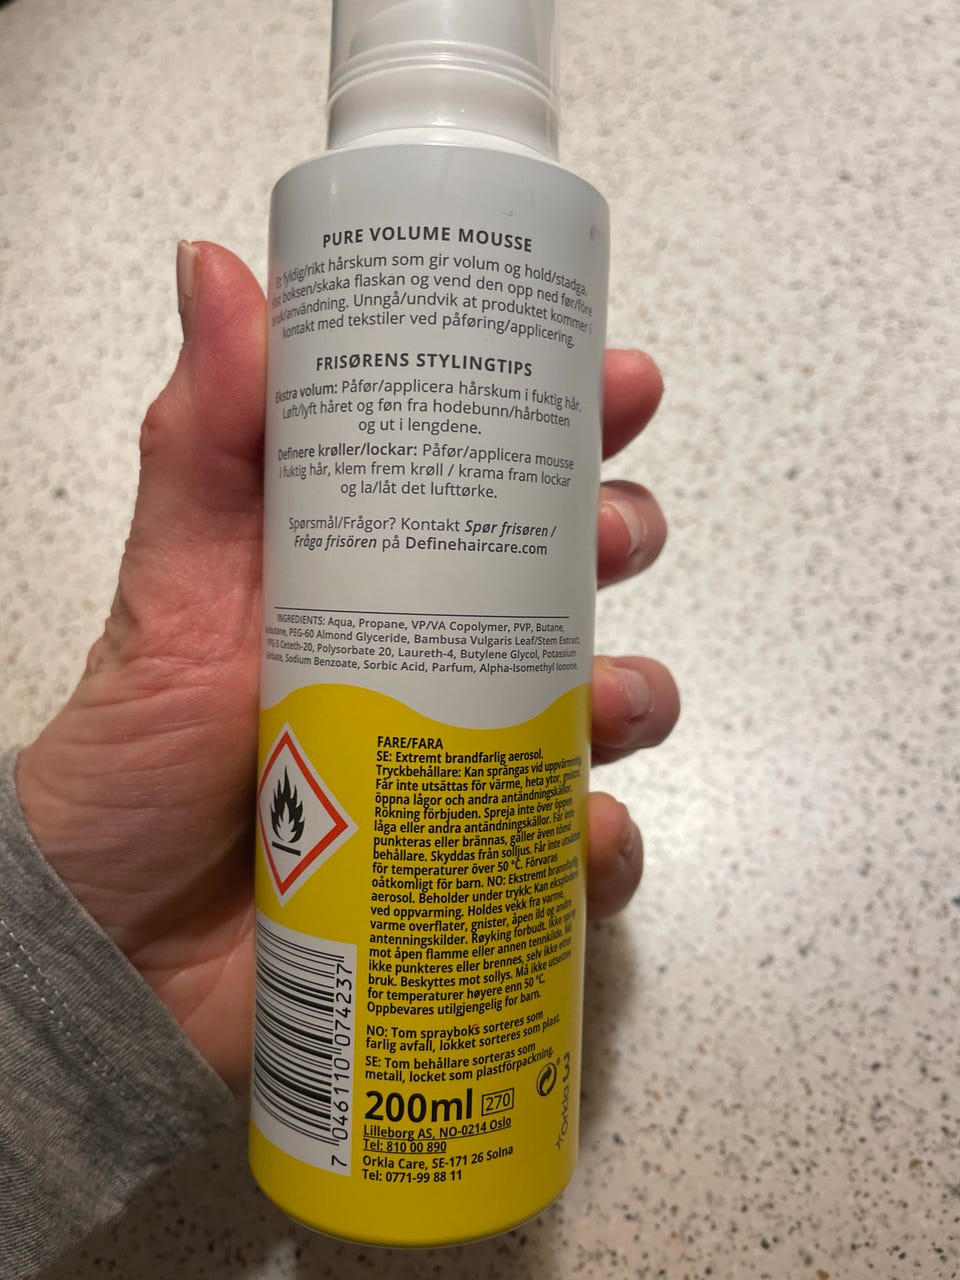 PURE VOLUME MOUSSE
Et fyldig/rikt hårskum som gir volum og hold/stadga.
Rist boksen/skaka flaskan og vend den opp ned før/före
bruk/användning. Unngå/undvik at produktet kommer i
kontakt med tekstiler ved påføring/applicering.
FRISØRENS STYLINGTIPS
Ekstra volum: Påfør/applicera hårskum i fuktig hår.
Løft/lyft håret og føn fra hodebunn/hårbotten
og ut i lengdene.
Definere krøller/lockar: Påfør/applicera mousse
i fuktig hår, klem frem krøll / krama fram lockar
og la/låt det lufttørke.
Spørsmål/Frågor? Kontakt Spør frisøren /
Fråga frisören på Definehaircare.com
INGREDIENTS: Aqua, Propane, VP/VA Copolymer, PVP, Butane,
PEG-60 Almond Glyceride, Bambusa Vulgaris Leaf/Stem Extract,
PPG-5 Ceteth-20, Polysorbate 20, Laureth-4, Butylene Glycol, Potassium
Sorbate, Sodium Benzoate, Sorbic Acid, Parfum, Alpha-Isomethyl Ionone.
FARE/FARA
SE: Extremt brandfarlig aerosol.
Tryckbehållare: Kan sprängas vid uppvärmning.
Får inte utsättas för värme, heta ytor, gnistor,
öppna lågor och andra antändningskällor.
Rökning förbjuden. Spreja inte över öppen
låga eller andra antändningskällor. Får inte
punkteras eller brännas, gäller även tömd
behållare. Skyddas från solljus. Får inte utsättas
för temperaturer över 50 °C. Förvaras
oåtkomligt för barn. NO: Ekstremt brannfarlig
aerosol. Beholder under trykk: Kan eksplodere
ved oppvarming. Holdes vekk fra varme,
varme overflater, gnister, åpen ild og andre
antenningskilder. Røyking forbudt. Ikke spray
mot åpen flamme eller annen tennkilde. Må
ikke punkteres eller brennes, selv ikke etter
bruk. Beskyttes mot sollys. Må ikke utsettes
for temperaturer høyere enn 50 °C.
Oppbevares utilgjengelig for barn.
NO: Tom sprayboks sorteres som
farlig avfall, lokket sorteres som plast.
SE: Tom behållare sorteras som
metall, locket som plastförpackning.
200ml 270
Lilleborg AS, NO-0214 Oslo
Tel: 810 00 890
Orkla Care, SE-171 26 Solna
Tel: 0771-99 88 11
Orkla
7 046110 074237